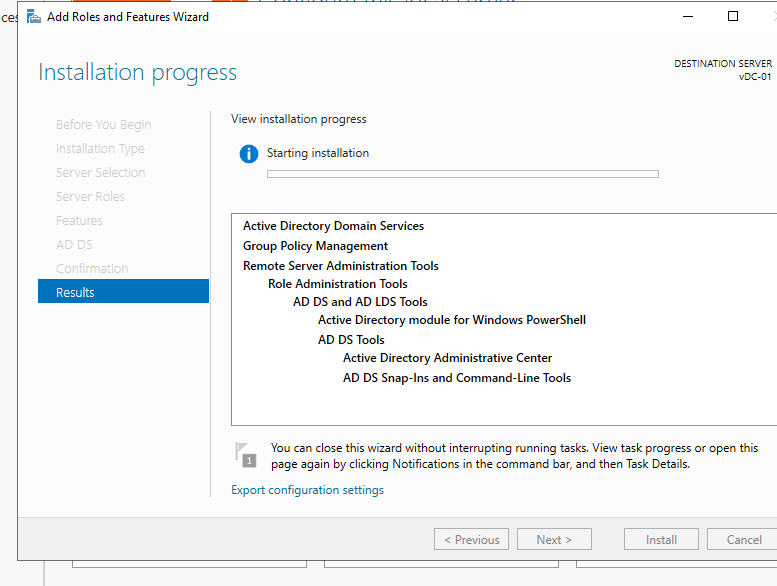 Add Roles and Features Wizard
Installation progress
DESTINATION SERVER
vDC-01
Before You Begin
Installation Type
Server Selection
Server Roles
Features
AD DS
Confirmation
Results
View installation progress
Starting installation
Active Directory Domain Services
Group Policy Management
Remote Server Administration Tools
Role Administration Tools
AD DS and AD LDS Tools
Active Directory module for Windows PowerShell
AD DS Tools
Active Directory Administrative Center
AD DS Snap-Ins and Command-Line Tools
1
You can close this wizard without interrupting running tasks. View task progress or open this
page again by clicking Notifications in the command bar, and then Task Details.
Export configuration settings
< Previous
Next >
Install
Cancel